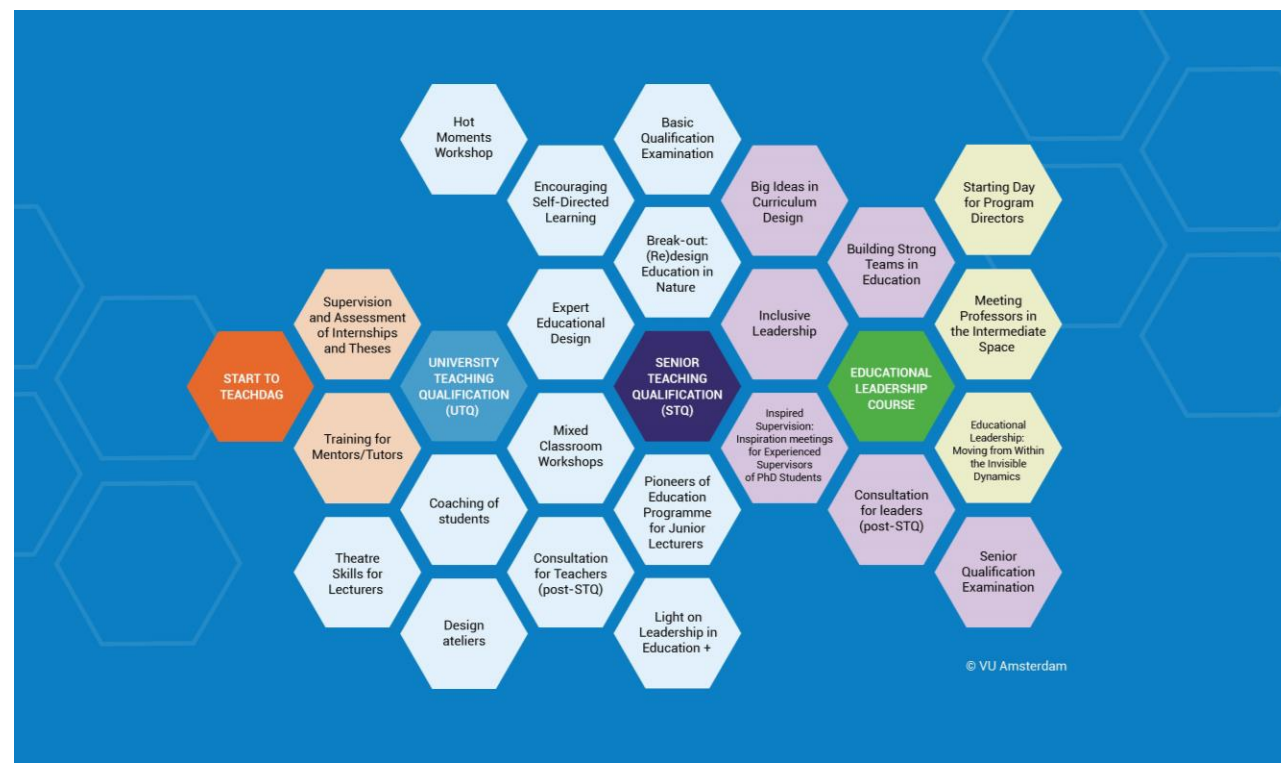 Hot
Moments
Workshop
Basic
Qualification
Examination
Encouraging
Self-Directed
Learning
Big Ideas in
Curriculum
Design
Starting Day
for Program
Directors
Break-out:
(Re)design
Education in
Nature
Building Strong
Teams in
Education
Supervision
and Assessment
of Internships
and Theses
Expert
Educational
Design
Inclusive
Leadership
Meeting
Professors in
the Intermediate
Space
START TO
TEACHDAG
UNIVERSITY
TEACHING
QUALIFICATION
(UTQ)
SENIOR
TEACHING
QUALIFICATION
(STQ)
EDUCATIONAL
LEADERSHIP
COURSE
Training for
Mentors/Tutors
Mixed
Classroom
Workshops
Inspired
Supervision:
Inspiration meetings
for Experienced
Supervisors
of PhD Students
Educational
Leadership:
Moving from Within
the Invisible
Dynamics
Coaching of
students
Pioneers of
Education
Programme
for Junior
Lecturers
Consultation
for leaders
(post-STQ)
Theatre
Skills for
Lecturers
Consultation
for Teachers
(post-STQ)
Senior
Qualification
Examination
Design
ateliers
Light on
Leadership in
Education +
© VU Amsterdam